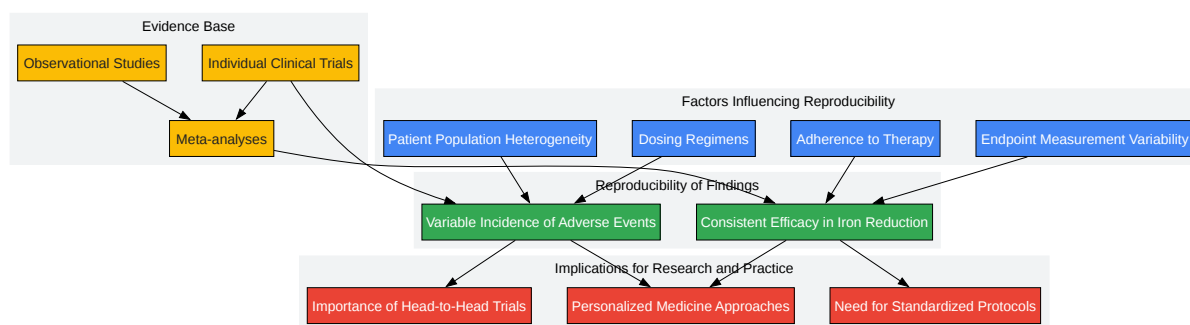 Evidence Base
Observational Studies
Individual Clinical Trials
Meta-analyses
Factors Influencing Reproducibility
Patient Population Heterogeneity
Dosing Regimens
Adherence to Therapy
Endpoint Measurement Variability
Reproducibility of Findings
Variable Incidence of Adverse Events
Consistent Efficacy in Iron Reduction
Implications for Research and Practice
Importance of Head-to-Head Trials
Personalized Medicine Approaches
Need for Standardized Protocols